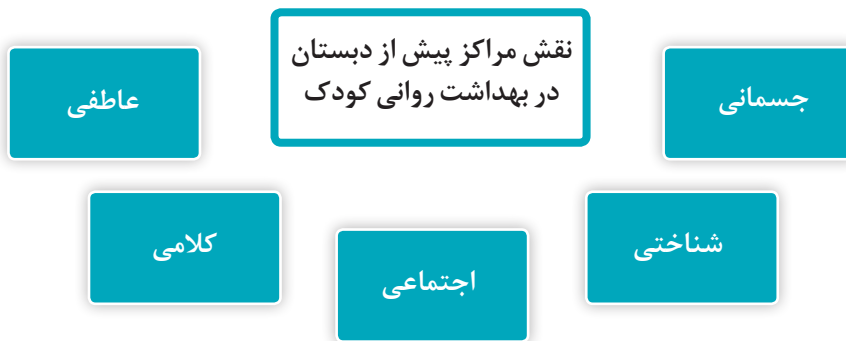 نقش مراکز پیش از دبستان
در بهداشت روانی کودک
جسمانی
شناختی
اجتماعی
کلامی
عاطفی